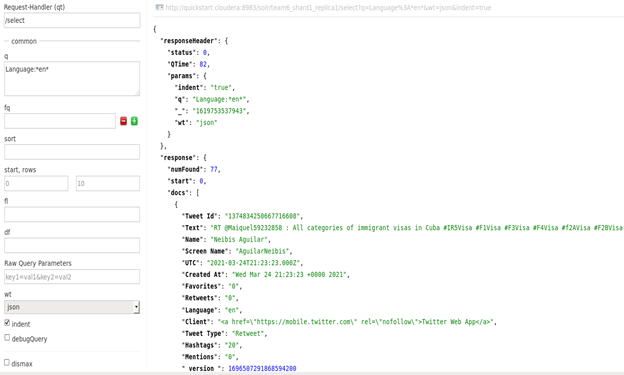 Request-Handler (qt)
/select
common
q
Language:*en*
fq
sort
start, rows
0
10
fl
df
Raw Query Parameters
key1=val1&key2=val2
wt
json
indent
debugQuery
dismax
http://quickstart.cloudera:8983/solr/team6_shard1_replica1/select?q=Language%3A*en*&wt=json&indent=true
{
"responseHeader": {
"status": 0,
"QTime": 82,
"params": {
"indent": "true",
"q": "Language:*en*",
"_": "1619753537943",
"wt": "json"
}
},
"response": {
"numFound": 77,
"start": 0,
"docs": [
{
"Tweet Id": "1374834250667716608",
"Text": "RT @Maiquel59232858 : All categories of immigrant visas in Cuba #IR5Visa #F1Visa #F3Visa #F4Visa #f2AVisa #F2BVisa
"Name": "Neibis Aguilar",
"Screen Name": "AguilarNeibis",
"UTC": "2021-03-24T21:23:23.000Z",
"Created At": "Wed Mar 24 21:23:23 +0000 2021",
"Favorites": "0",
"Retweets": "0",
"Language": "en",
"Client": "<a href=\"https://mobile.twitter.com\" rel=\"nofollow\">Twitter Web App</a>",
"Tweet Type": "Retweet",
"Hashtags": "20",
"Mentions": "0",
"_version_": 1696507291868594200